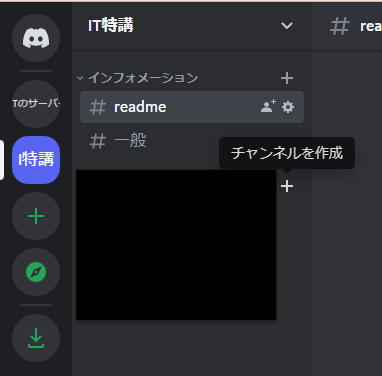 IT特講
rea
インフォメーション
readme
Tのサーバー
I特講
一般
チャンネルを作成